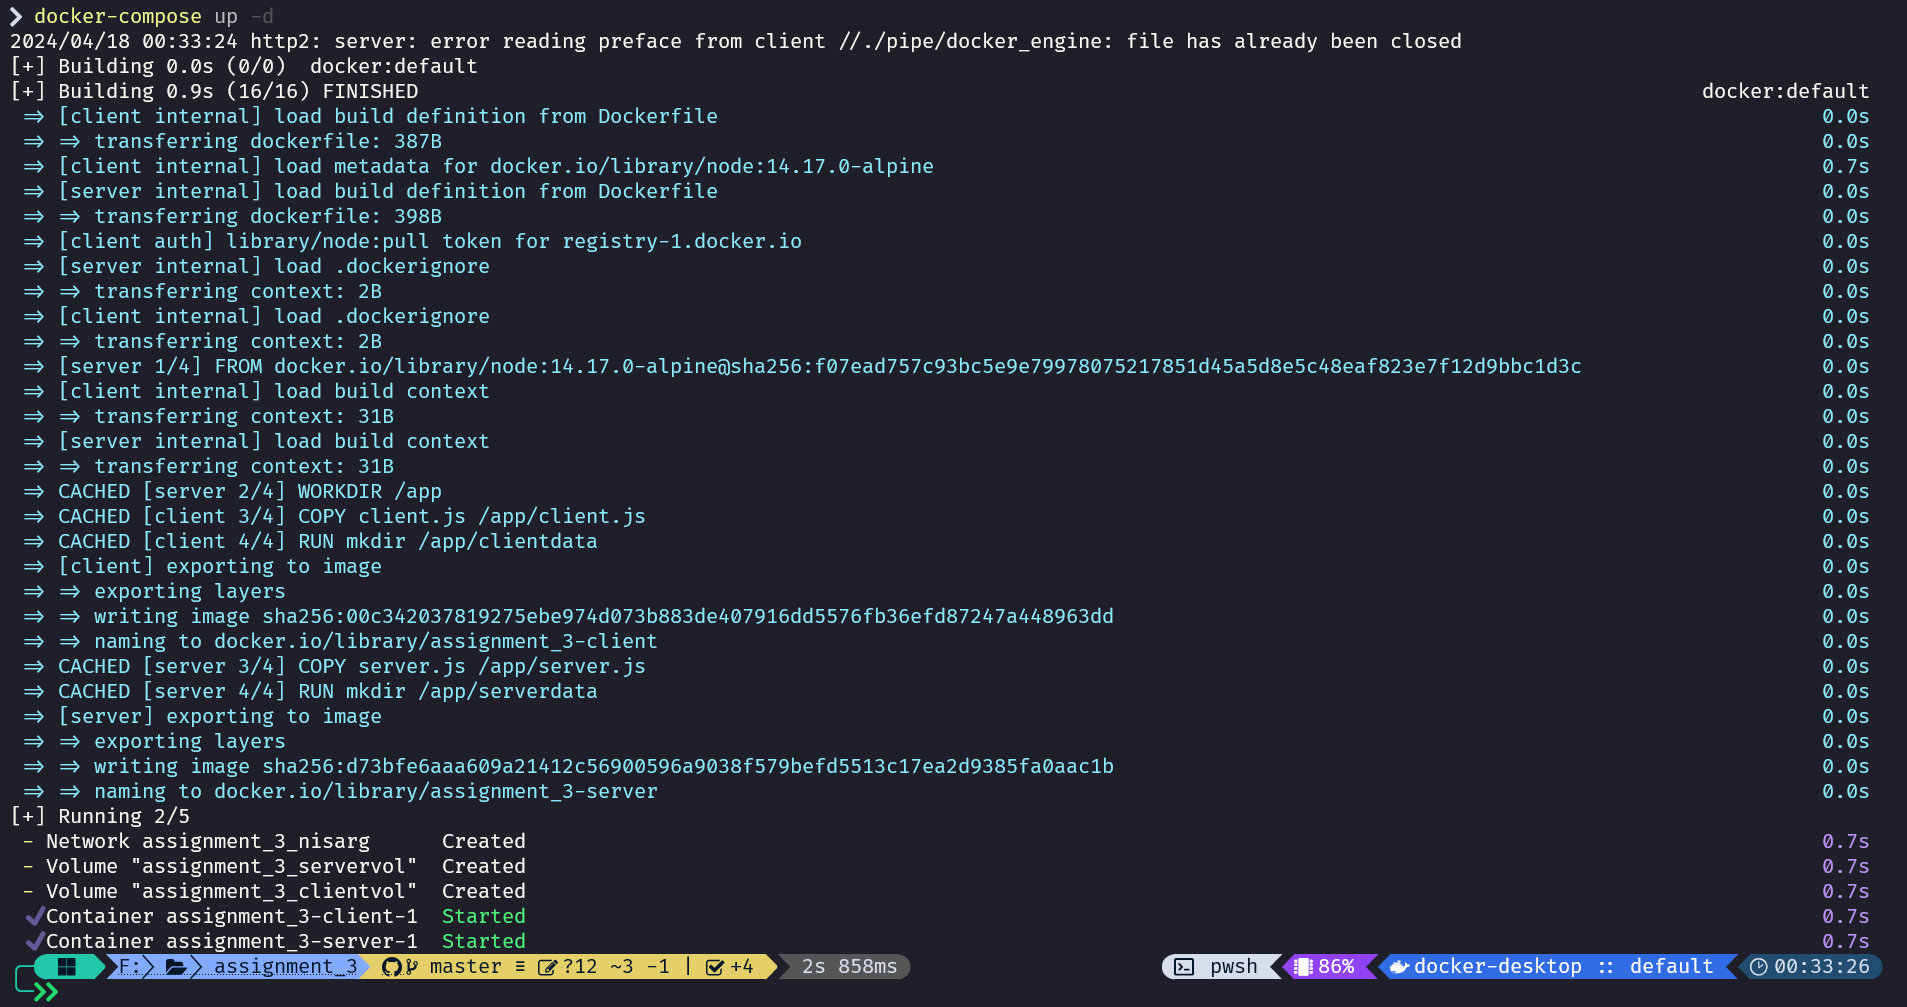 ❯ docker-compose up -d
2024/04/18 00:33:24 http2: server: error reading preface from client //./pipe/docker_engine: file has already been closed
[+] Building 0.0s (0/0)  docker:default
[+] Building 0.9s (16/16) FINISHED docker:default
=> [client internal] load build definition from Dockerfile 0.0s
=> => transferring dockerfile: 387B 0.0s
=> [client internal] load metadata for docker.io/library/node:14.17.0-alpine 0.7s
=> [server internal] load build definition from Dockerfile 0.0s
=> => transferring dockerfile: 398B 0.0s
=> [client auth] library/node:pull token for registry-1.docker.io 0.0s
=> [server internal] load .dockerignore 0.0s
=> => transferring context: 2B 0.0s
=> [client internal] load .dockerignore 0.0s
=> => transferring context: 2B 0.0s
=> [server 1/4] FROM docker.io/library/node:14.17.0-alpine@sha256:f07ead757c93bc5e9e79978075217851d45a5d8e5c48eaf823e7f12d9bbc1d3c 0.0s
=> [client internal] load build context 0.0s
=> => transferring context: 31B 0.0s
=> [server internal] load build context 0.0s
=> => transferring context: 31B 0.0s
=> CACHED [server 2/4] WORKDIR /app 0.0s
=> CACHED [client 3/4] COPY client.js /app/client.js 0.0s
=> CACHED [client 4/4] RUN mkdir /app/clientdata 0.0s
=> [client] exporting to image 0.0s
=> => exporting layers 0.0s
=> => writing image sha256:00c342037819275ebe974d073b883de407916dd5576fb36efd87247a448963dd 0.0s
=> => naming to docker.io/library/assignment_3-client 0.0s
=> CACHED [server 3/4] COPY server.js /app/server.js 0.0s
=> CACHED [server 4/4] RUN mkdir /app/serverdata 0.0s
=> [server] exporting to image 0.0s
=> => exporting layers 0.0s
=> => writing image sha256:d73bfe6aaa609a21412c56900596a9038f579befd5513c17ea2d9385fa0aac1b 0.0s
=> => naming to docker.io/library/assignment_3-server 0.0s
[+] Running 2/5
- Network assignment_3_nisarg Created 0.7s
- Volume "assignment_3_servervol" Created 0.7s
- Volume "assignment_3_clientvol" Created 0.7s
✔Container assignment_3-client-1 Started 0.7s
✔Container assignment_3-server-1 Started 0.7s
F: assignment_3 master ≡ ?12 ~3 -1 | +4 2s 858ms pwsh 86% docker-desktop :: default 00:33:26